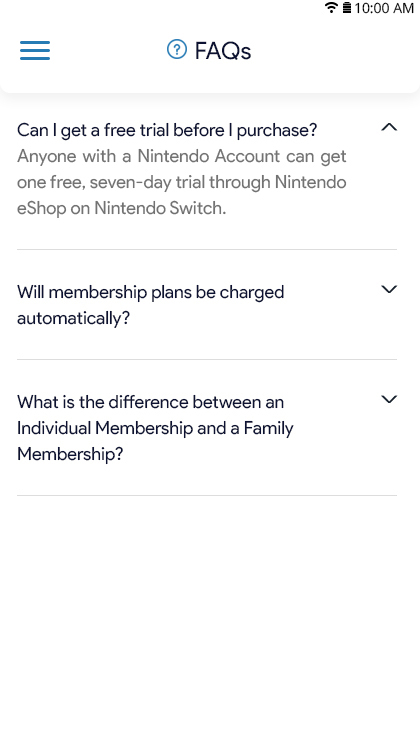 10:00 AM
FAQs
Can I get a free trial before I purchase?
Anyone with a Nintendo Account can get
one free, seven-day trial through Nintendo
eShop on Nintendo Switch.
Will membership plans be charged
automatically?
What is the difference between an
Individual Membership and a Family
Membership?